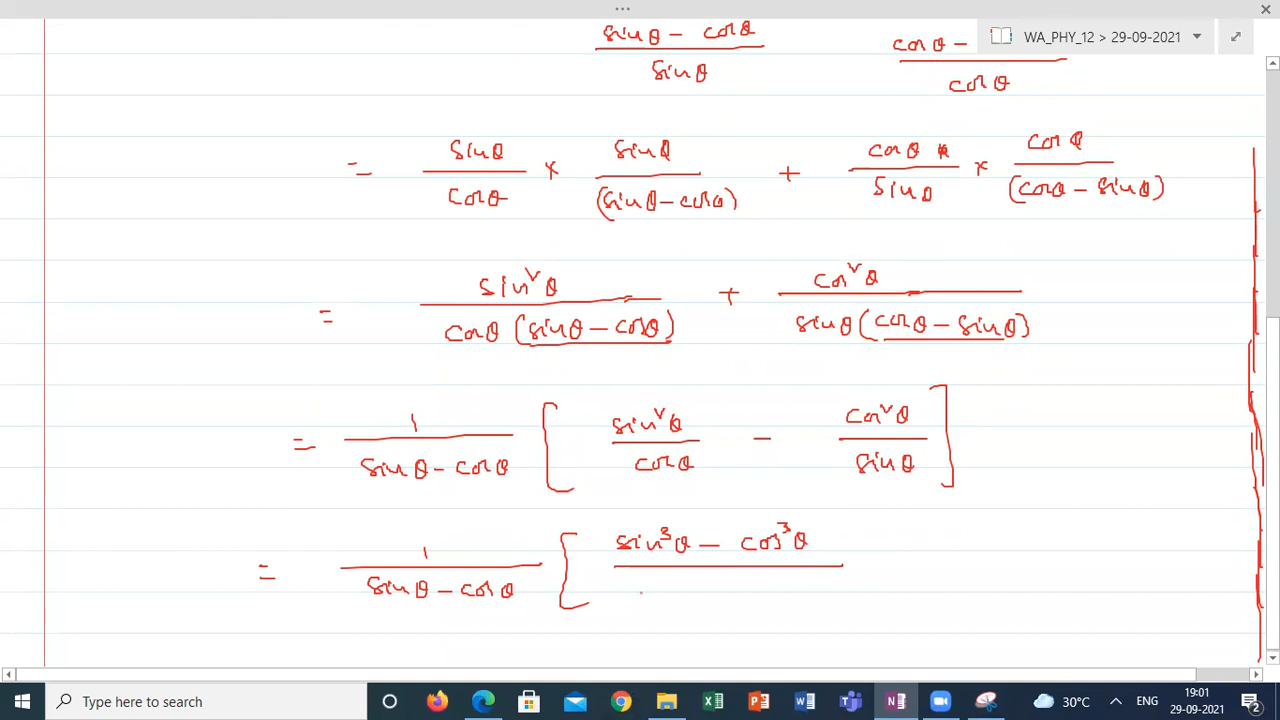 WA_PHY_12 > 29-09-2021
sinθ - cosθ / sinθ    cosθ - / cosθ
= sinθ / cosθ × sinθ / (sinθ-cosθ) + cosθ / sinθ × cosθ / (cosθ - sinθ)
= sin²θ / cosθ (sinθ - cosθ) + cos²θ / sinθ (cosθ - sinθ)
= 1 / sinθ - cosθ [ sin²θ / cosθ - cos²θ / sinθ ]
= 1 / sinθ - cosθ [ sin³θ - cos³θ /
Type here to search
30°C
ENG
19:01
29-09-2021
2